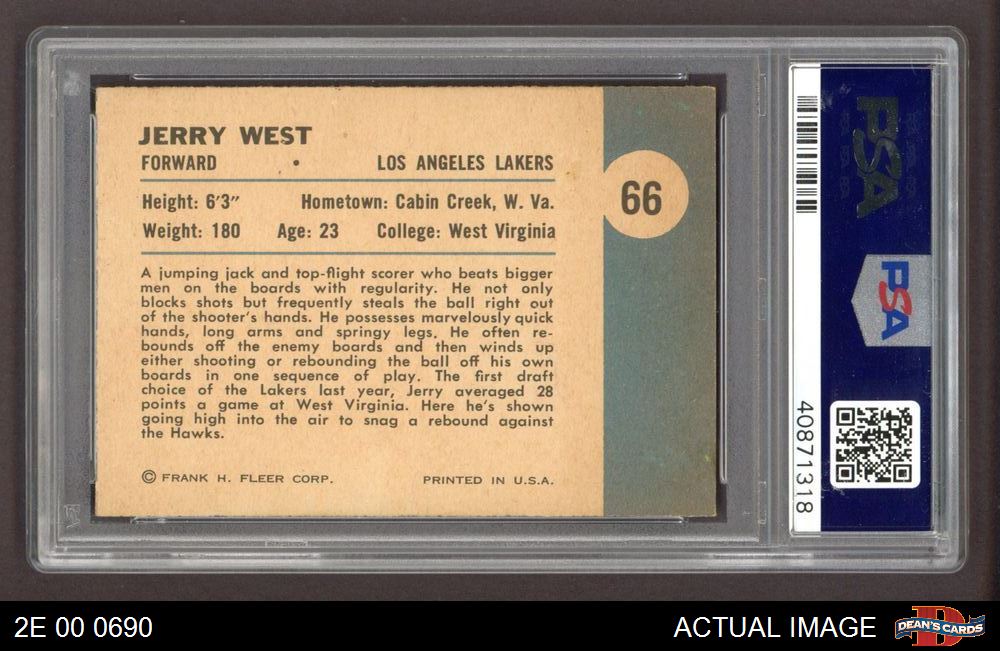 JERRY WEST
FORWARD • LOS ANGELES LAKERS
Height: 6'3" Hometown: Cabin Creek, W. Va.
Weight: 180 Age: 23 College: West Virginia
A jumping jack and top-flight scorer who beats bigger
men on the boards with regularity. He not only
blocks shots but frequently steals the ball right out
of the shooter's hands. He possesses marvelously quick
hands, long arms and springy legs. He often re-
bounds off the enemy boards and then winds up
either shooting or rebounding the ball off his own
boards in one sequence of play. The first draft
choice of the Lakers last year, Jerry averaged 28
points a game at West Virginia. Here he's shown
going high into the air to snag a rebound against
the Hawks.
© FRANK H. FLEER CORP. PRINTED IN U.S.A.
66
PSA
PSA
40871318
2E 00 0690
ACTUAL IMAGE
DEAN'S CARDS